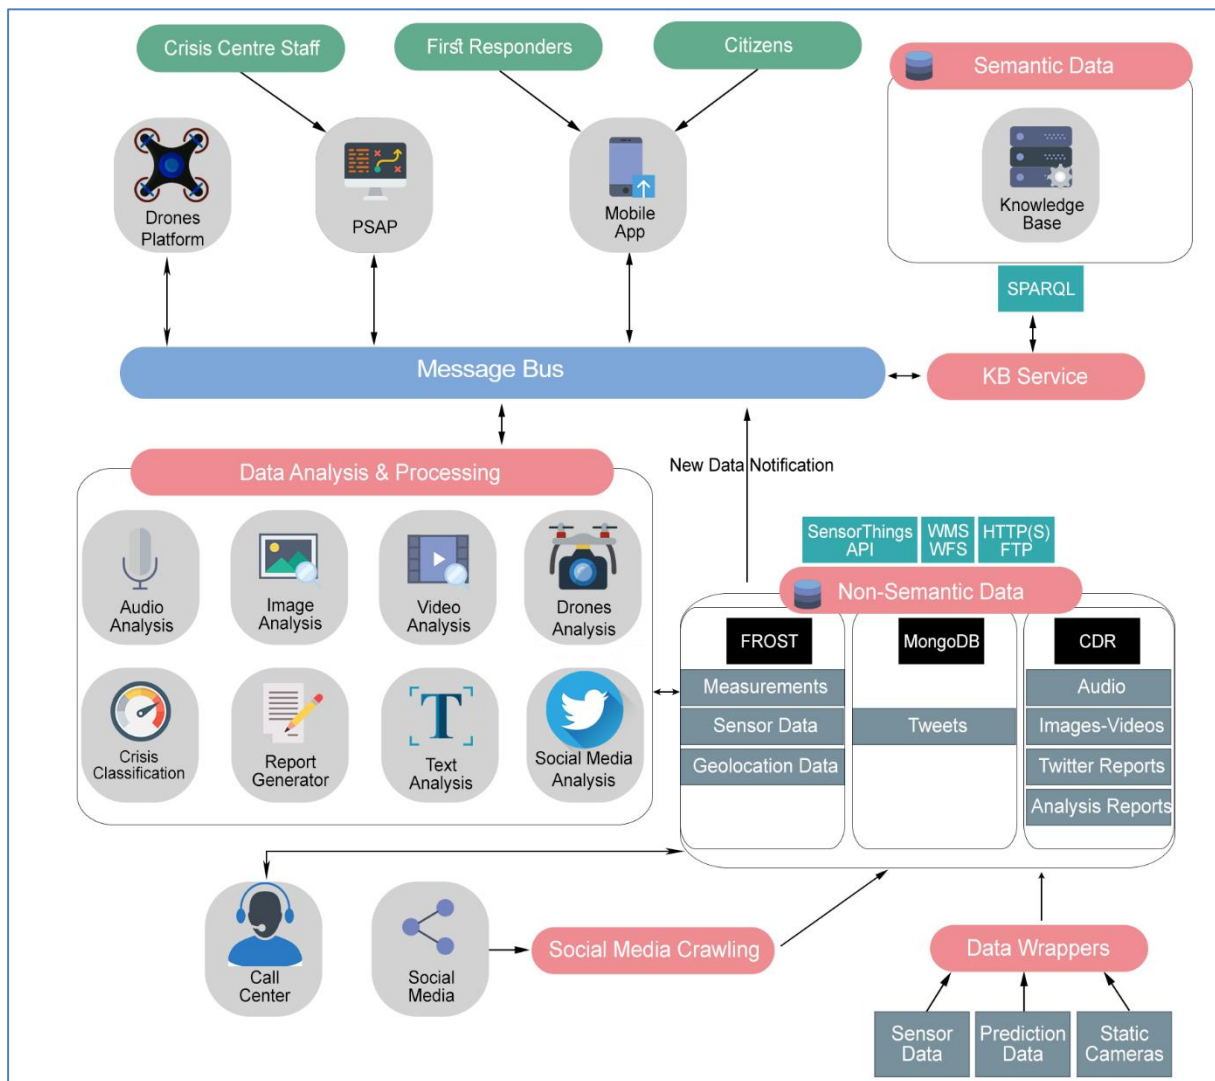 Crisis Centre Staff
First Responders
Citizens
Semantic Data
Drones
Platform
PSAP
Mobile
App
Knowledge
Base
SPARQL
Message Bus
KB Service
Data Analysis & Processing
New Data Notification
SensorThings
API
WMS
WFS
HTTP(S)
FTP
Non-Semantic Data
Audio
Analysis
Image
Analysis
Video
Analysis
Drones
Analysis
FROST
MongoDB
CDR
Measurements
Audio
Sensor Data
Tweets
Images-Videos
Geolocation Data
Twitter Reports
Analysis Reports
Crisis
Classification
Report
Generator
T
Text
Analysis
Social Media
Analysis
Call
Center
Social
Media
Social Media Crawling
Data Wrappers
Sensor
Data
Prediction
Data
Static
Cameras